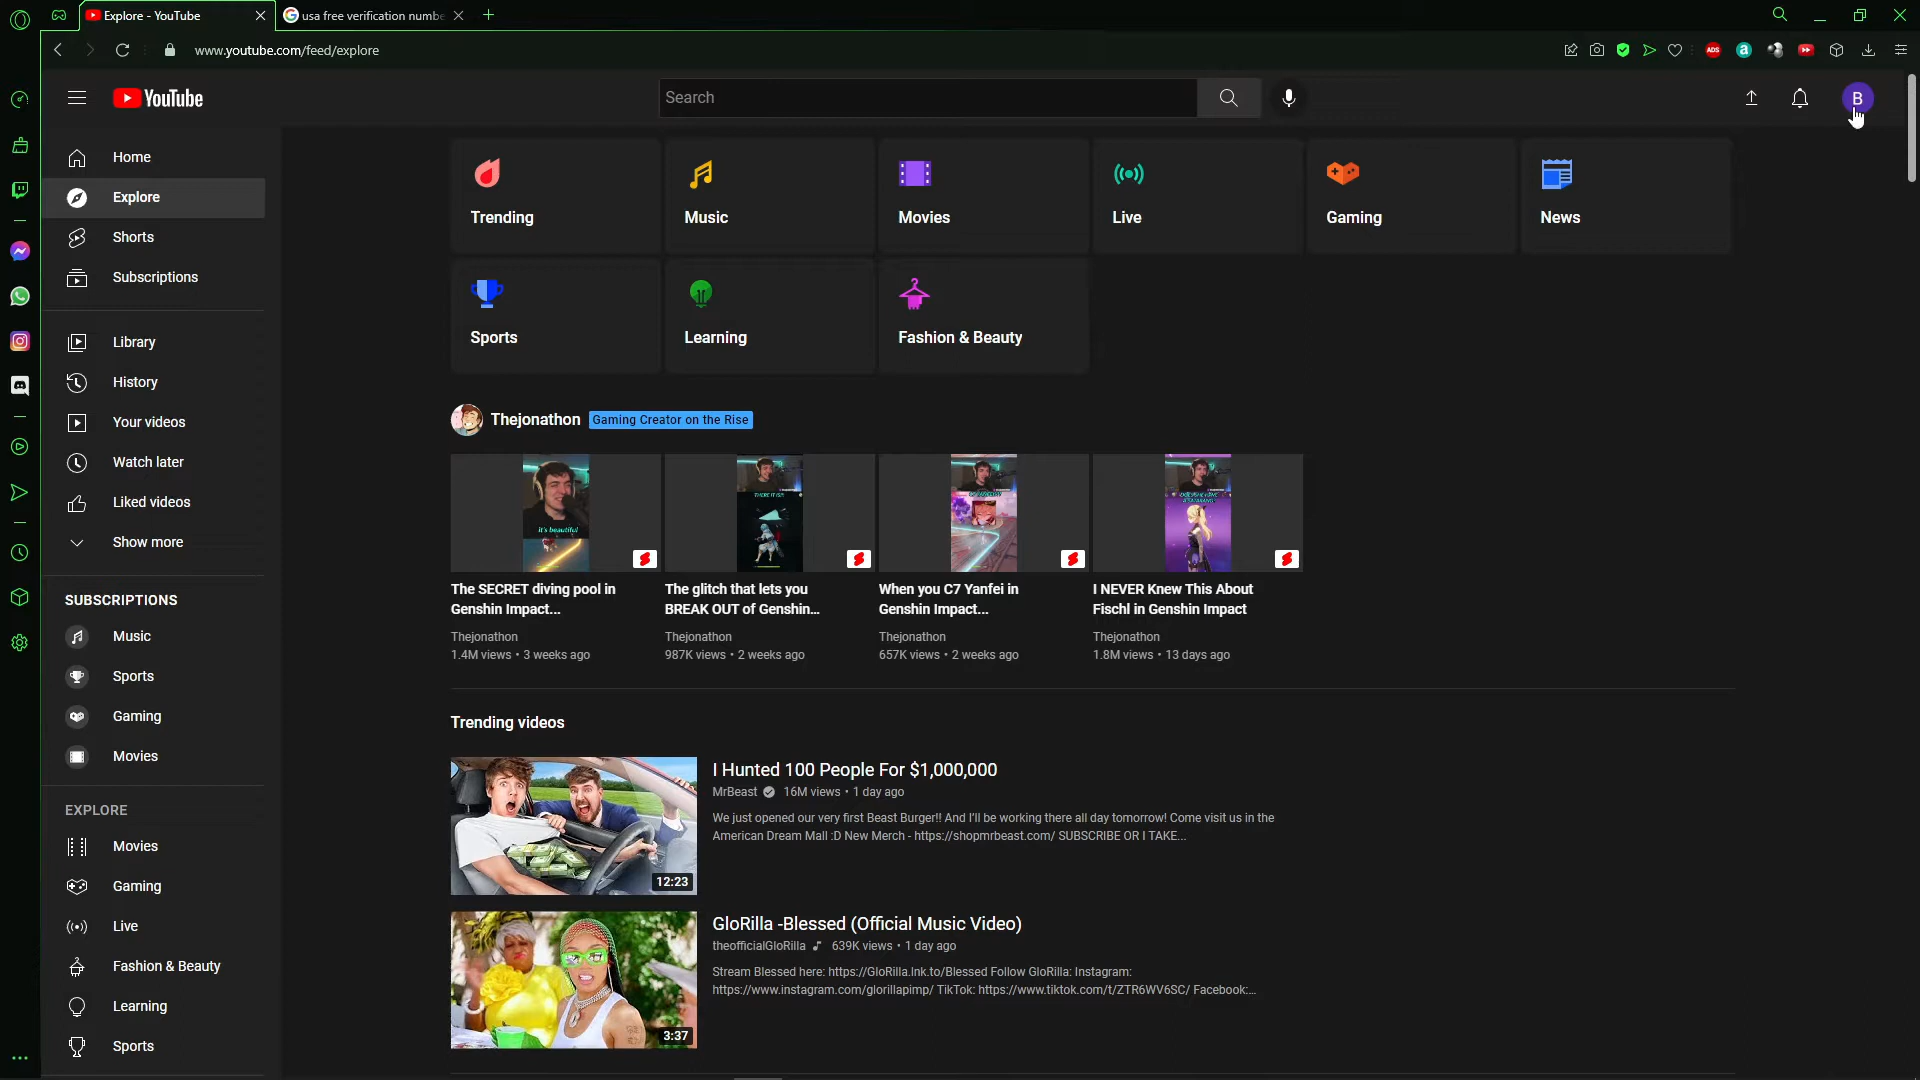 Explore - YouTube
usa free verification numbe
www.youtube.com/feed/explore
ADS
a
YouTube
Search
B
Home
Explore
Shorts
Subscriptions
Library
History
Your videos
Watch later
Liked videos
Show more
SUBSCRIPTIONS
Music
Sports
Gaming
Movies
EXPLORE
Movies
Gaming
Live
Fashion & Beauty
Learning
Sports
Trending
Music
Movies
Live
Gaming
News
Sports
Learning
Fashion & Beauty
Thejonathon Gaming Creator on the Rise
it's beautiful
THERE IT IS!!
The SECRET diving pool in
Genshin Impact...
Thejonathon
1.4M views • 3 weeks ago
The glitch that lets you
BREAK OUT of Genshin...
Thejonathon
987K views • 2 weeks ago
When you C7 Yanfei in
Genshin Impact...
Thejonathon
657K views • 2 weeks ago
I NEVER Knew This About
Fischl in Genshin Impact
Thejonathon
1.8M views • 13 days ago
Trending videos
12:23
I Hunted 100 People For $1,000,000
MrBeast 16M views • 1 day ago
We just opened our very first Beast Burger!! And I'll be working there all day tomorrow! Come visit us in the
American Dream Mall :D New Merch - https://shopmrbeast.com/ SUBSCRIBE OR I TAKE...
3:37
GloRilla -Blessed (Official Music Video)
theofficialGloRilla 639K views • 1 day ago
Stream Blessed here: https://GloRilla.lnk.to/Blessed Follow GloRilla: Instagram:
https://www.instagram.com/glorillapimp/ TikTok: https://www.tiktok.com/t/ZTR6WV6SC/ Facebook:...